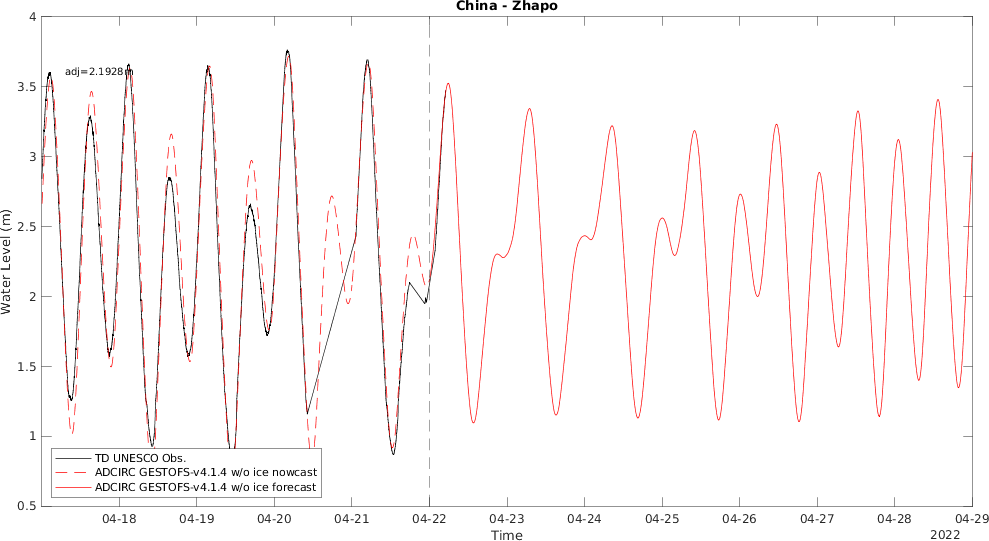 China - Zhapo
4
3.5
3
2.5
2
1.5
1
0.5
Water Level (m)
adj=2.1928m
TD UNESCO Obs.
ADCIRC GESTOFS-v4.1.4 w/o ice nowcast
ADCIRC GESTOFS-v4.1.4 w/o ice forecast
04-18 04-19 04-20 04-21 04-22 04-23 04-24 04-25 04-26 04-27 04-28 04-29
Time
2022